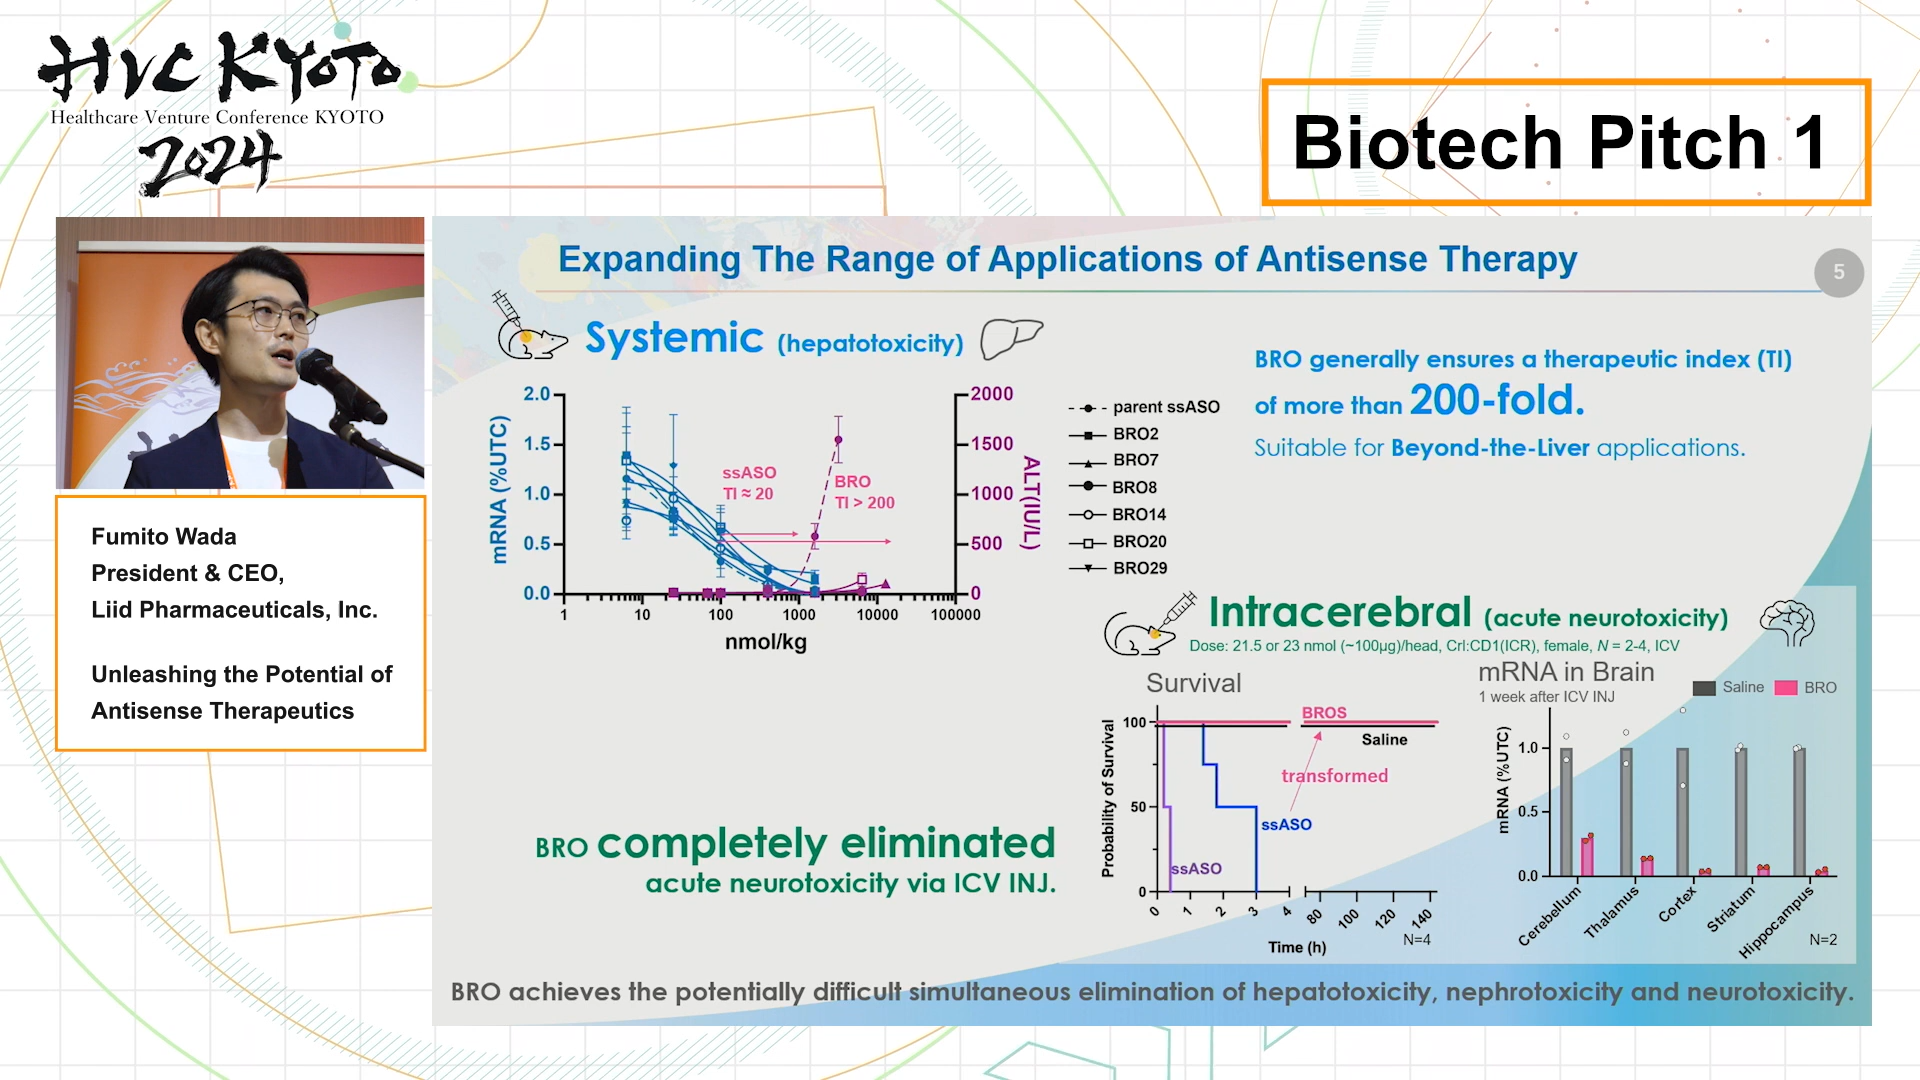 HVC KYOTO
Healthcare Venture Conference KYOTO
2024
Biotech Pitch 1
Fumito Wada
President & CEO,
Liid Pharmaceuticals, Inc.
Unleashing the Potential of
Antisense Therapeutics
Expanding The Range of Applications of Antisense Therapy
5
Systemic (hepatotoxicity)
mRNA (%UTC)
2.0
1.5
1.0
0.5
0.0
2000
1500
1000
500
0
ALT(IU/L)
ssASO
TI ≈ 20
BRO
TI > 200
1 10 100 1000 10000 100000
nmol/kg
parent ssASO
BRO2
BRO7
BRO8
BRO14
BRO20
BRO29
BRO generally ensures a therapeutic index (TI)
of more than 200-fold.
Suitable for Beyond-the-Liver applications.
Intracerebral (acute neurotoxicity)
Dose: 21.5 or 23 nmol (~100μg)/head, Crl:CD1(ICR), female, N = 2-4, ICV
Survival
Probability of Survival
100
50
0
BROS
Saline
transformed
ssASO
ssASO
0 1 2 3 4 80 100 120 140
Time (h)
N=4
mRNA in Brain
1 week after ICV INJ
Saline BRO
mRNA (%UTC)
1.0
0.5
0.0
Cerebellum
Thalamus
Cortex
Striatum
Hippocampus
N=2
BRO completely eliminated
acute neurotoxicity via ICV INJ.
BRO achieves the potentially difficult simultaneous elimination of hepatotoxicity, nephrotoxicity and neurotoxicity.